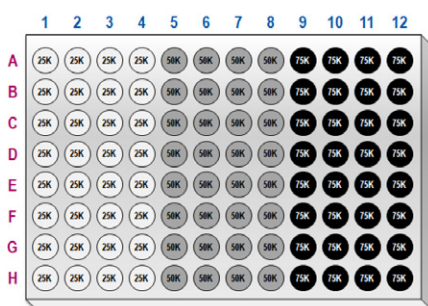 1 2 3 4 5 6 7 8 9 10 11 12
A 25K 25K 25K 25K 50K 50K 50K 50K 75K 75K 75K 75K
B 25K 25K 25K 25K 50K 50K 50K 50K 75K 75K 75K 75K
C 25K 25K 25K 25K 50K 50K 50K 50K 75K 75K 75K 75K
D 25K 25K 25K 25K 50K 50K 50K 50K 75K 75K 75K 75K
E 25K 25K 25K 25K 50K 50K 50K 50K 75K 75K 75K 75K
F 25K 25K 25K 25K 50K 50K 50K 50K 75K 75K 75K 75K
G 25K 25K 25K 25K 50K 50K 50K 50K 75K 75K 75K 75K
H 25K 25K 25K 25K 50K 50K 50K 50K 75K 75K 75K 75K